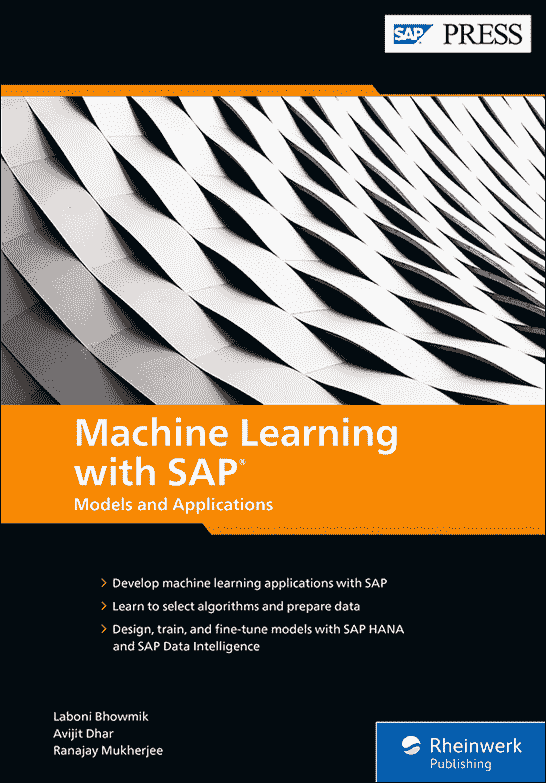 SAP PRESS
Machine Learning
with SAP®
Models and Applications
> Develop machine learning applications with SAP
> Learn to select algorithms and prepare data
> Design, train, and fine-tune models with SAP HANA
and SAP Data Intelligence
Laboni Bhowmik
Avijit Dhar
Ranajay Mukherjee
Rheinwerk
Publishing